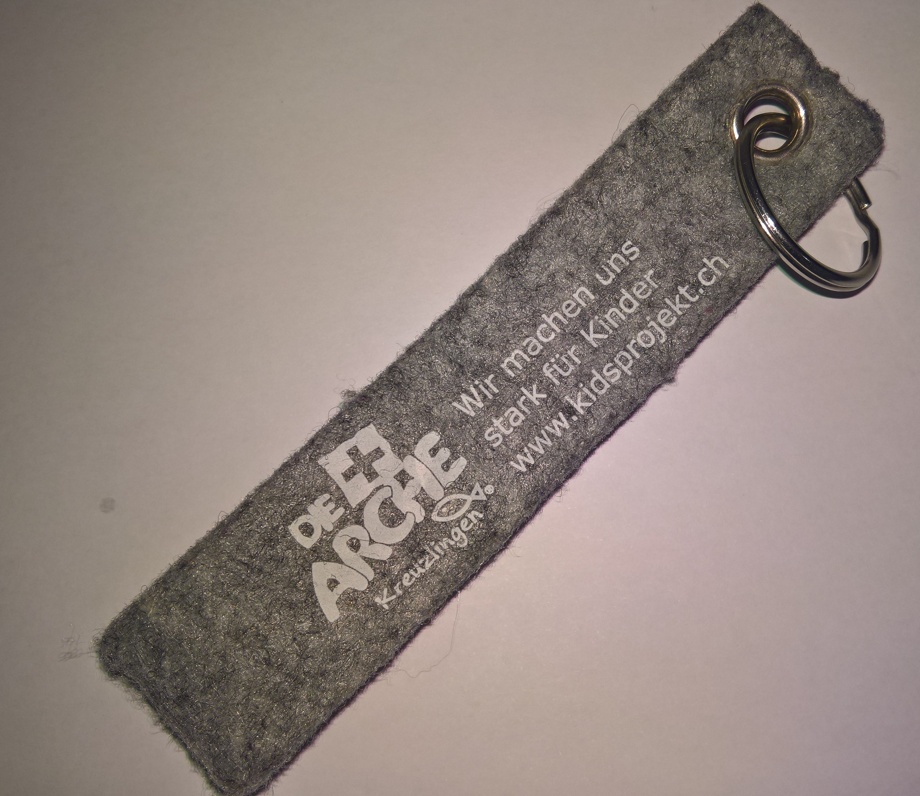 DIE
ARCHE
Kreuzlingen
Wir machen uns
stark für Kinder
www.kidsprojekt.ch